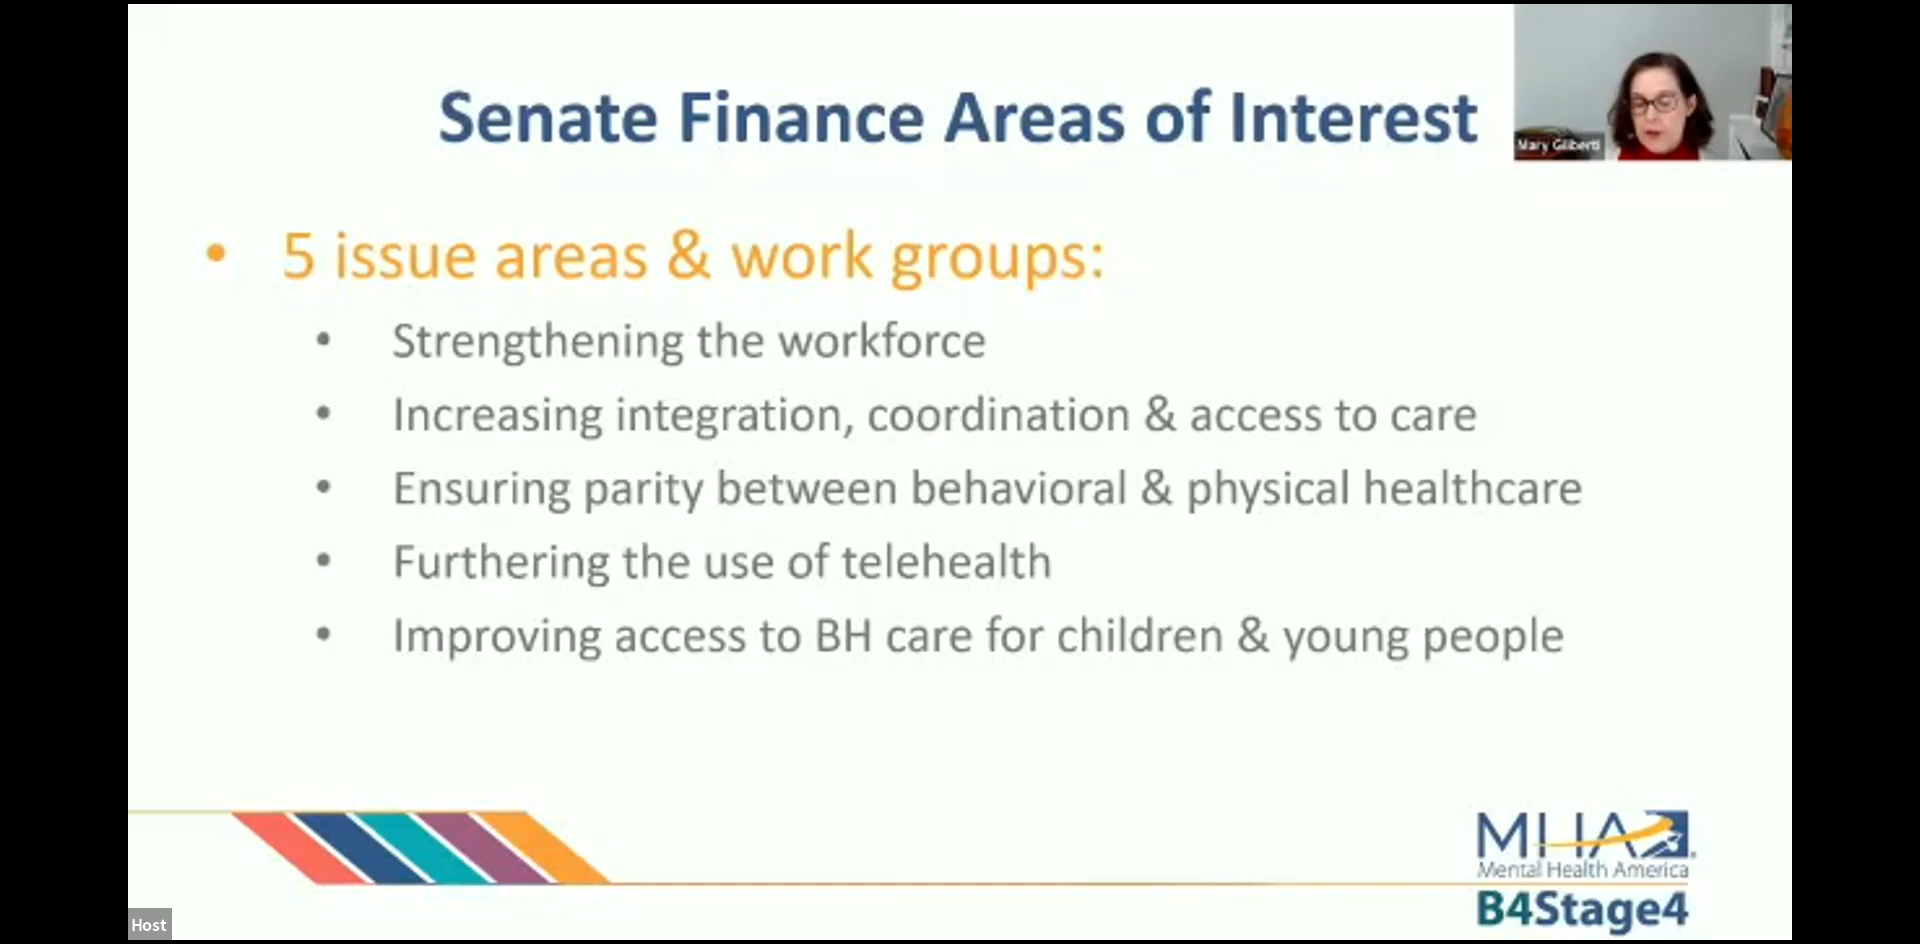 Senate Finance Areas of Interest
Mary Giliberti
• 5 issue areas & work groups:
• Strengthening the workforce
• Increasing integration, coordination & access to care
• Ensuring parity between behavioral & physical healthcare
• Furthering the use of telehealth
• Improving access to BH care for children & young people
MHA
Mental Health America
B4Stage4
Host